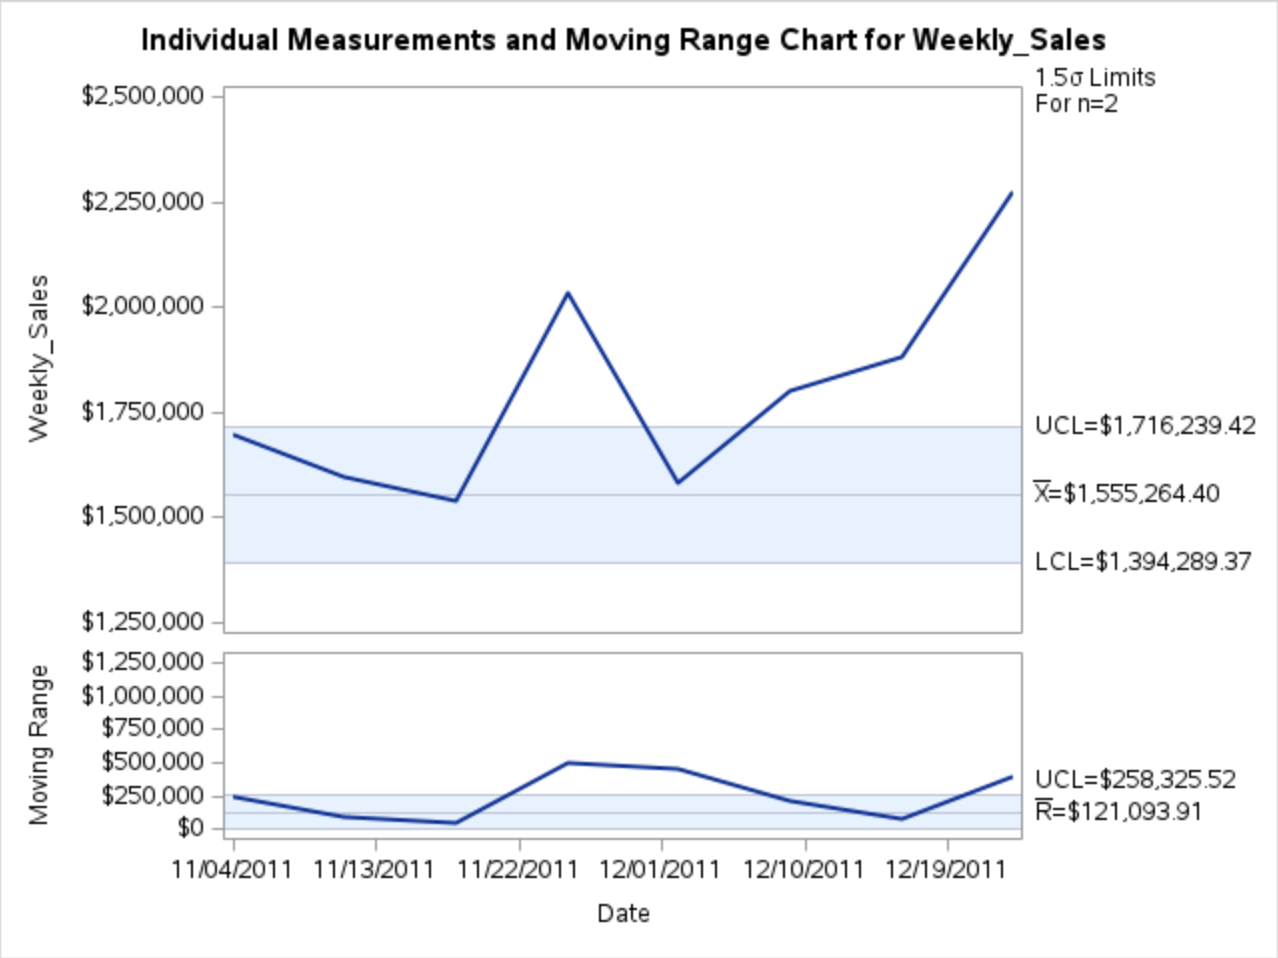 Individual Measurements and Moving Range Chart for Weekly_Sales
1.5σ Limits
For n=2
$2,500,000
$2,250,000
$2,000,000
$1,750,000
$1,500,000
$1,250,000
Weekly_Sales
UCL=$1,716,239.42
X̅=$1,555,264.40
LCL=$1,394,289.37
$1,250,000
$1,000,000
$750,000
$500,000
$250,000
$0
Moving Range
UCL=$258,325.52
R̅=$121,093.91
11/04/2011 11/13/2011 11/22/2011 12/01/2011 12/10/2011 12/19/2011
Date